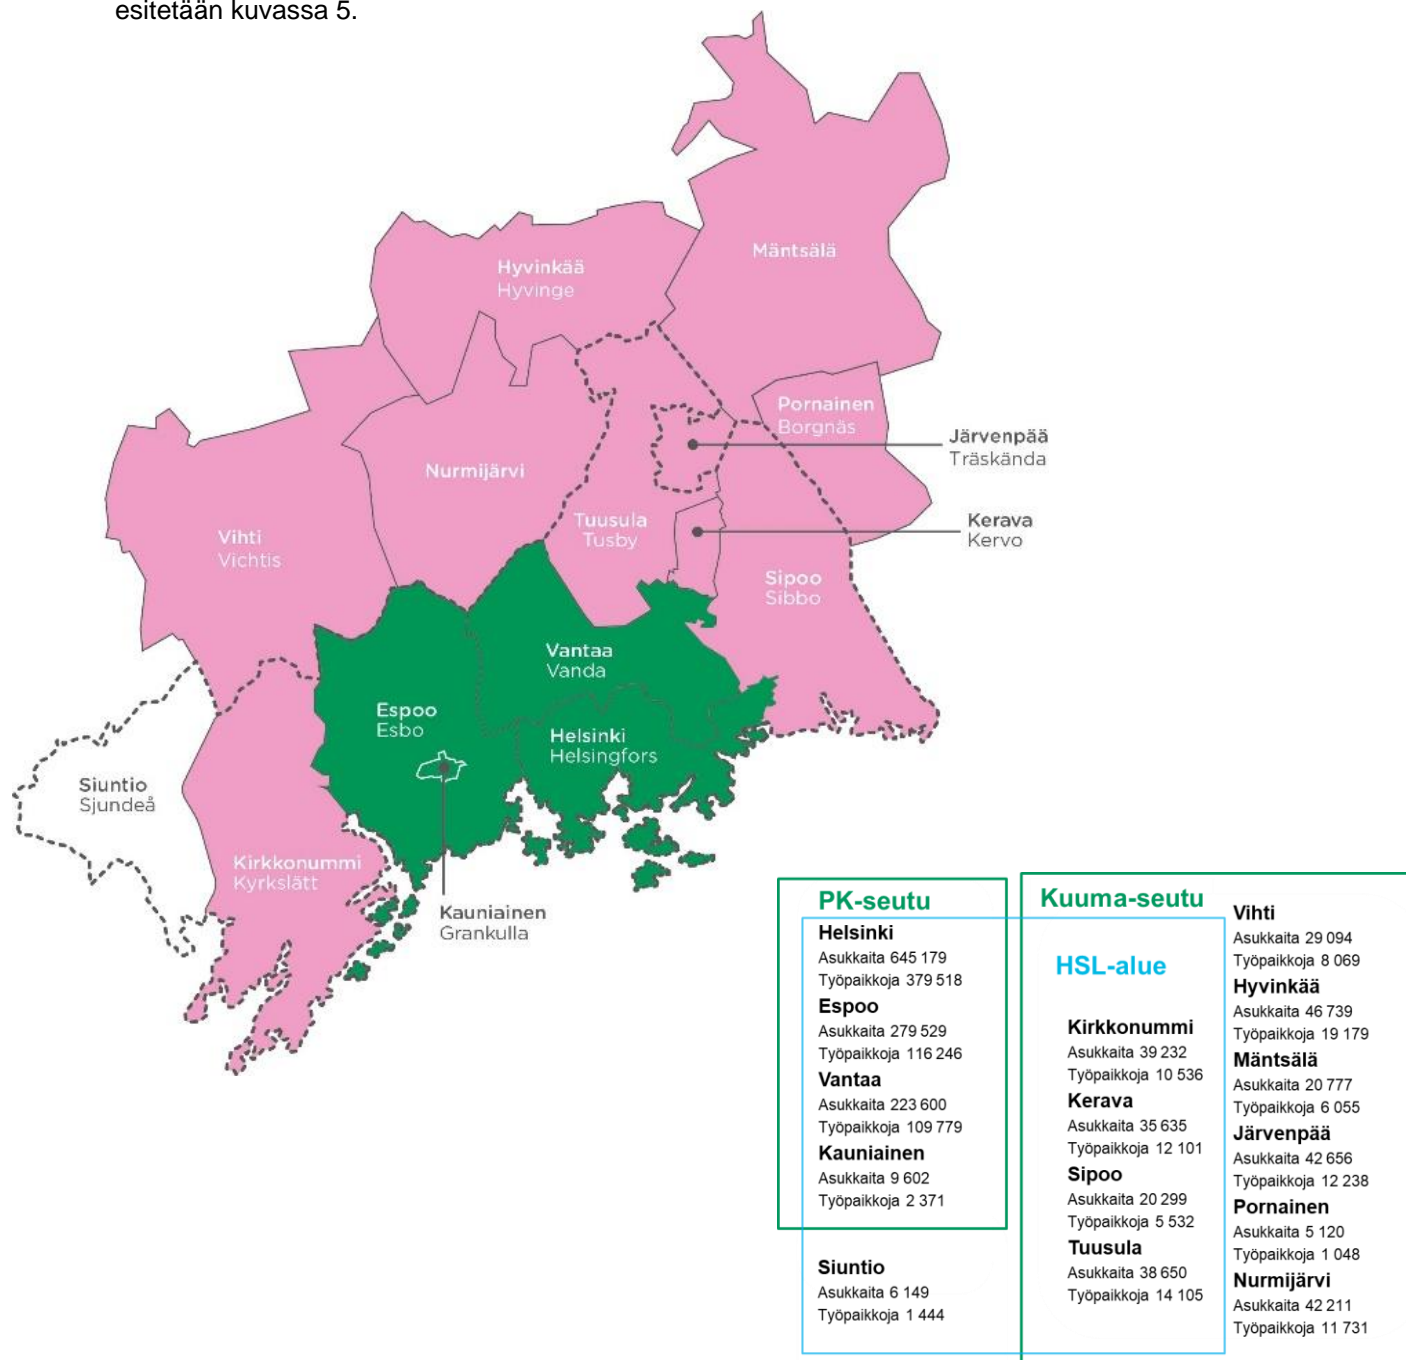 esitetään kuvassa 5.
Mäntsälä
Hyvinkää
Hyvinge
Pornainen
Borgnäs
Järvenpää
Träskända
Nurmijärvi
Tuusula
Tusby
Kerava
Kervo
Vihti
Vichtis
Sipoo
Sibbo
Vantaa
Vanda
Espoo
Esbo
Helsinki
Helsingfors
Siuntio
Sjundeå
Kirkkonummi
Kyrkslätt
Kauniainen
Grankulla
PK-seutu
Helsinki
Asukkaita 645 179
Työpaikkoja 379 518
Espoo
Asukkaita 279 529
Työpaikkoja 116 246
Vantaa
Asukkaita 223 600
Työpaikkoja 109 779
Kauniainen
Asukkaita 9 602
Työpaikkoja 2 371
Siuntio
Asukkaita 6 149
Työpaikkoja 1 444
Kuuma-seutu
HSL-alue
Kirkkonummi
Asukkaita 39 232
Työpaikkoja 10 536
Kerava
Asukkaita 35 635
Työpaikkoja 12 101
Sipoo
Asukkaita 20 299
Työpaikkoja 5 532
Tuusula
Asukkaita 38 650
Työpaikkoja 14 105
Vihti
Asukkaita 29 094
Työpaikkoja 8 069
Hyvinkää
Asukkaita 46 739
Työpaikkoja 19 179
Mäntsälä
Asukkaita 20 777
Työpaikkoja 6 055
Järvenpää
Asukkaita 42 656
Työpaikkoja 12 238
Pornainen
Asukkaita 5 120
Työpaikkoja 1 048
Nurmijärvi
Asukkaita 42 211
Työpaikkoja 11 731